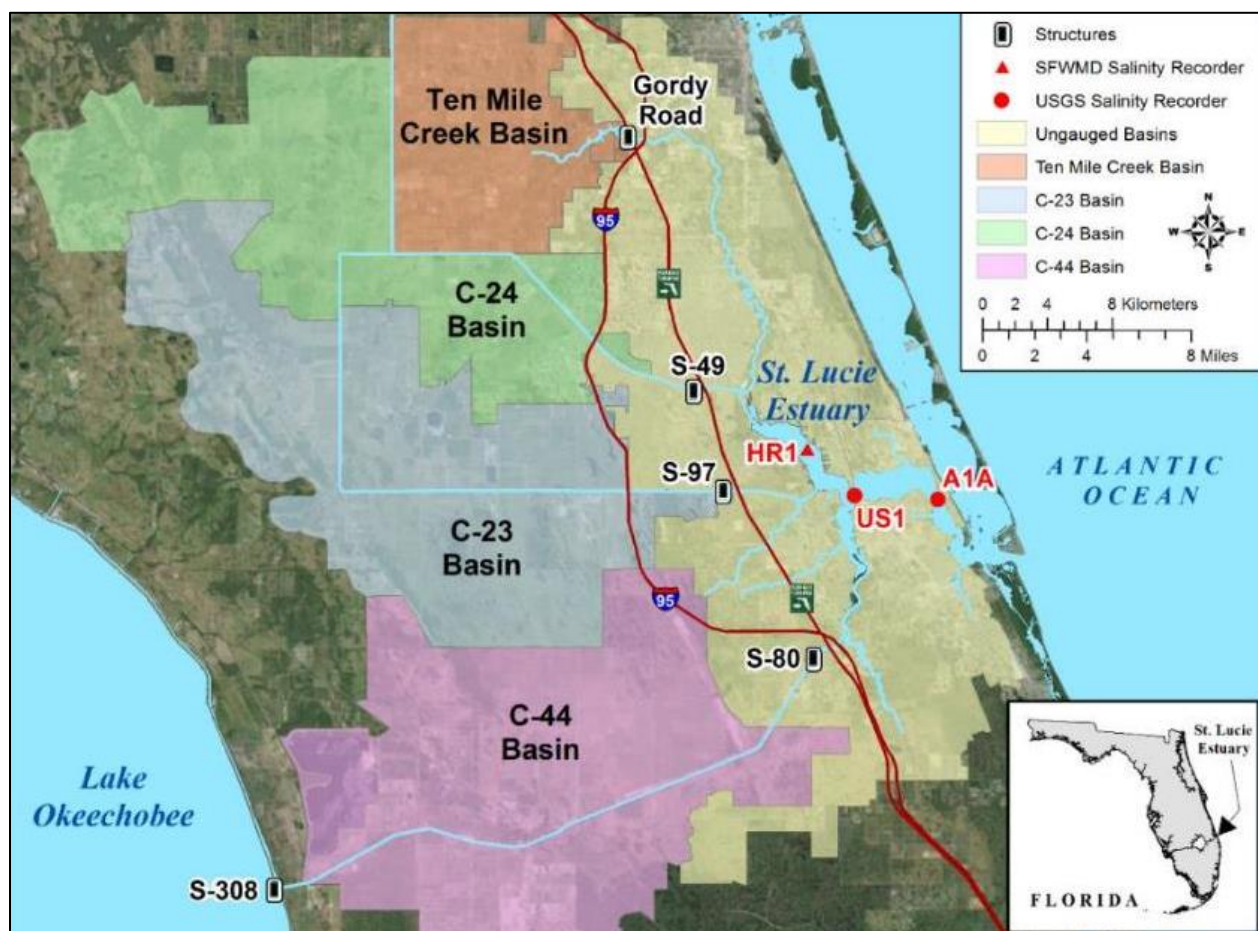 Structures
SFWMD Salinity Recorder
USGS Salinity Recorder
Ungauged Basins
Ten Mile Creek Basin
C-23 Basin
C-24 Basin
C-44 Basin
N
W
E
S
0 2 4 8 Kilometers
0 2 4 8 Miles
Gordy
Road
Ten Mile
Creek Basin
95
C-24
Basin
S-49
St. Lucie
Estuary
HR1
S-97
A1A
US1
ATLANTIC
OCEAN
C-23
Basin
95
S-80
C-44
Basin
Lake
Okeechobee
S-308
St. Lucie
Estuary
FLORIDA